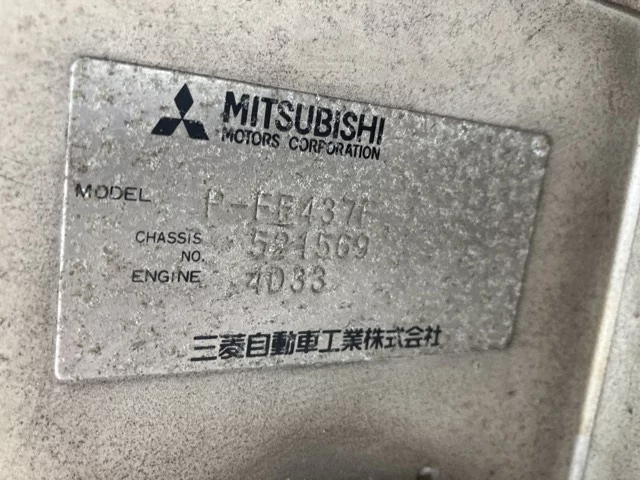 MITSUBISHI
MOTORS CORPORATION
MODEL P-FE437F
CHASSIS NO. 521569
ENGINE 4D33
三菱自動車工業株式会社